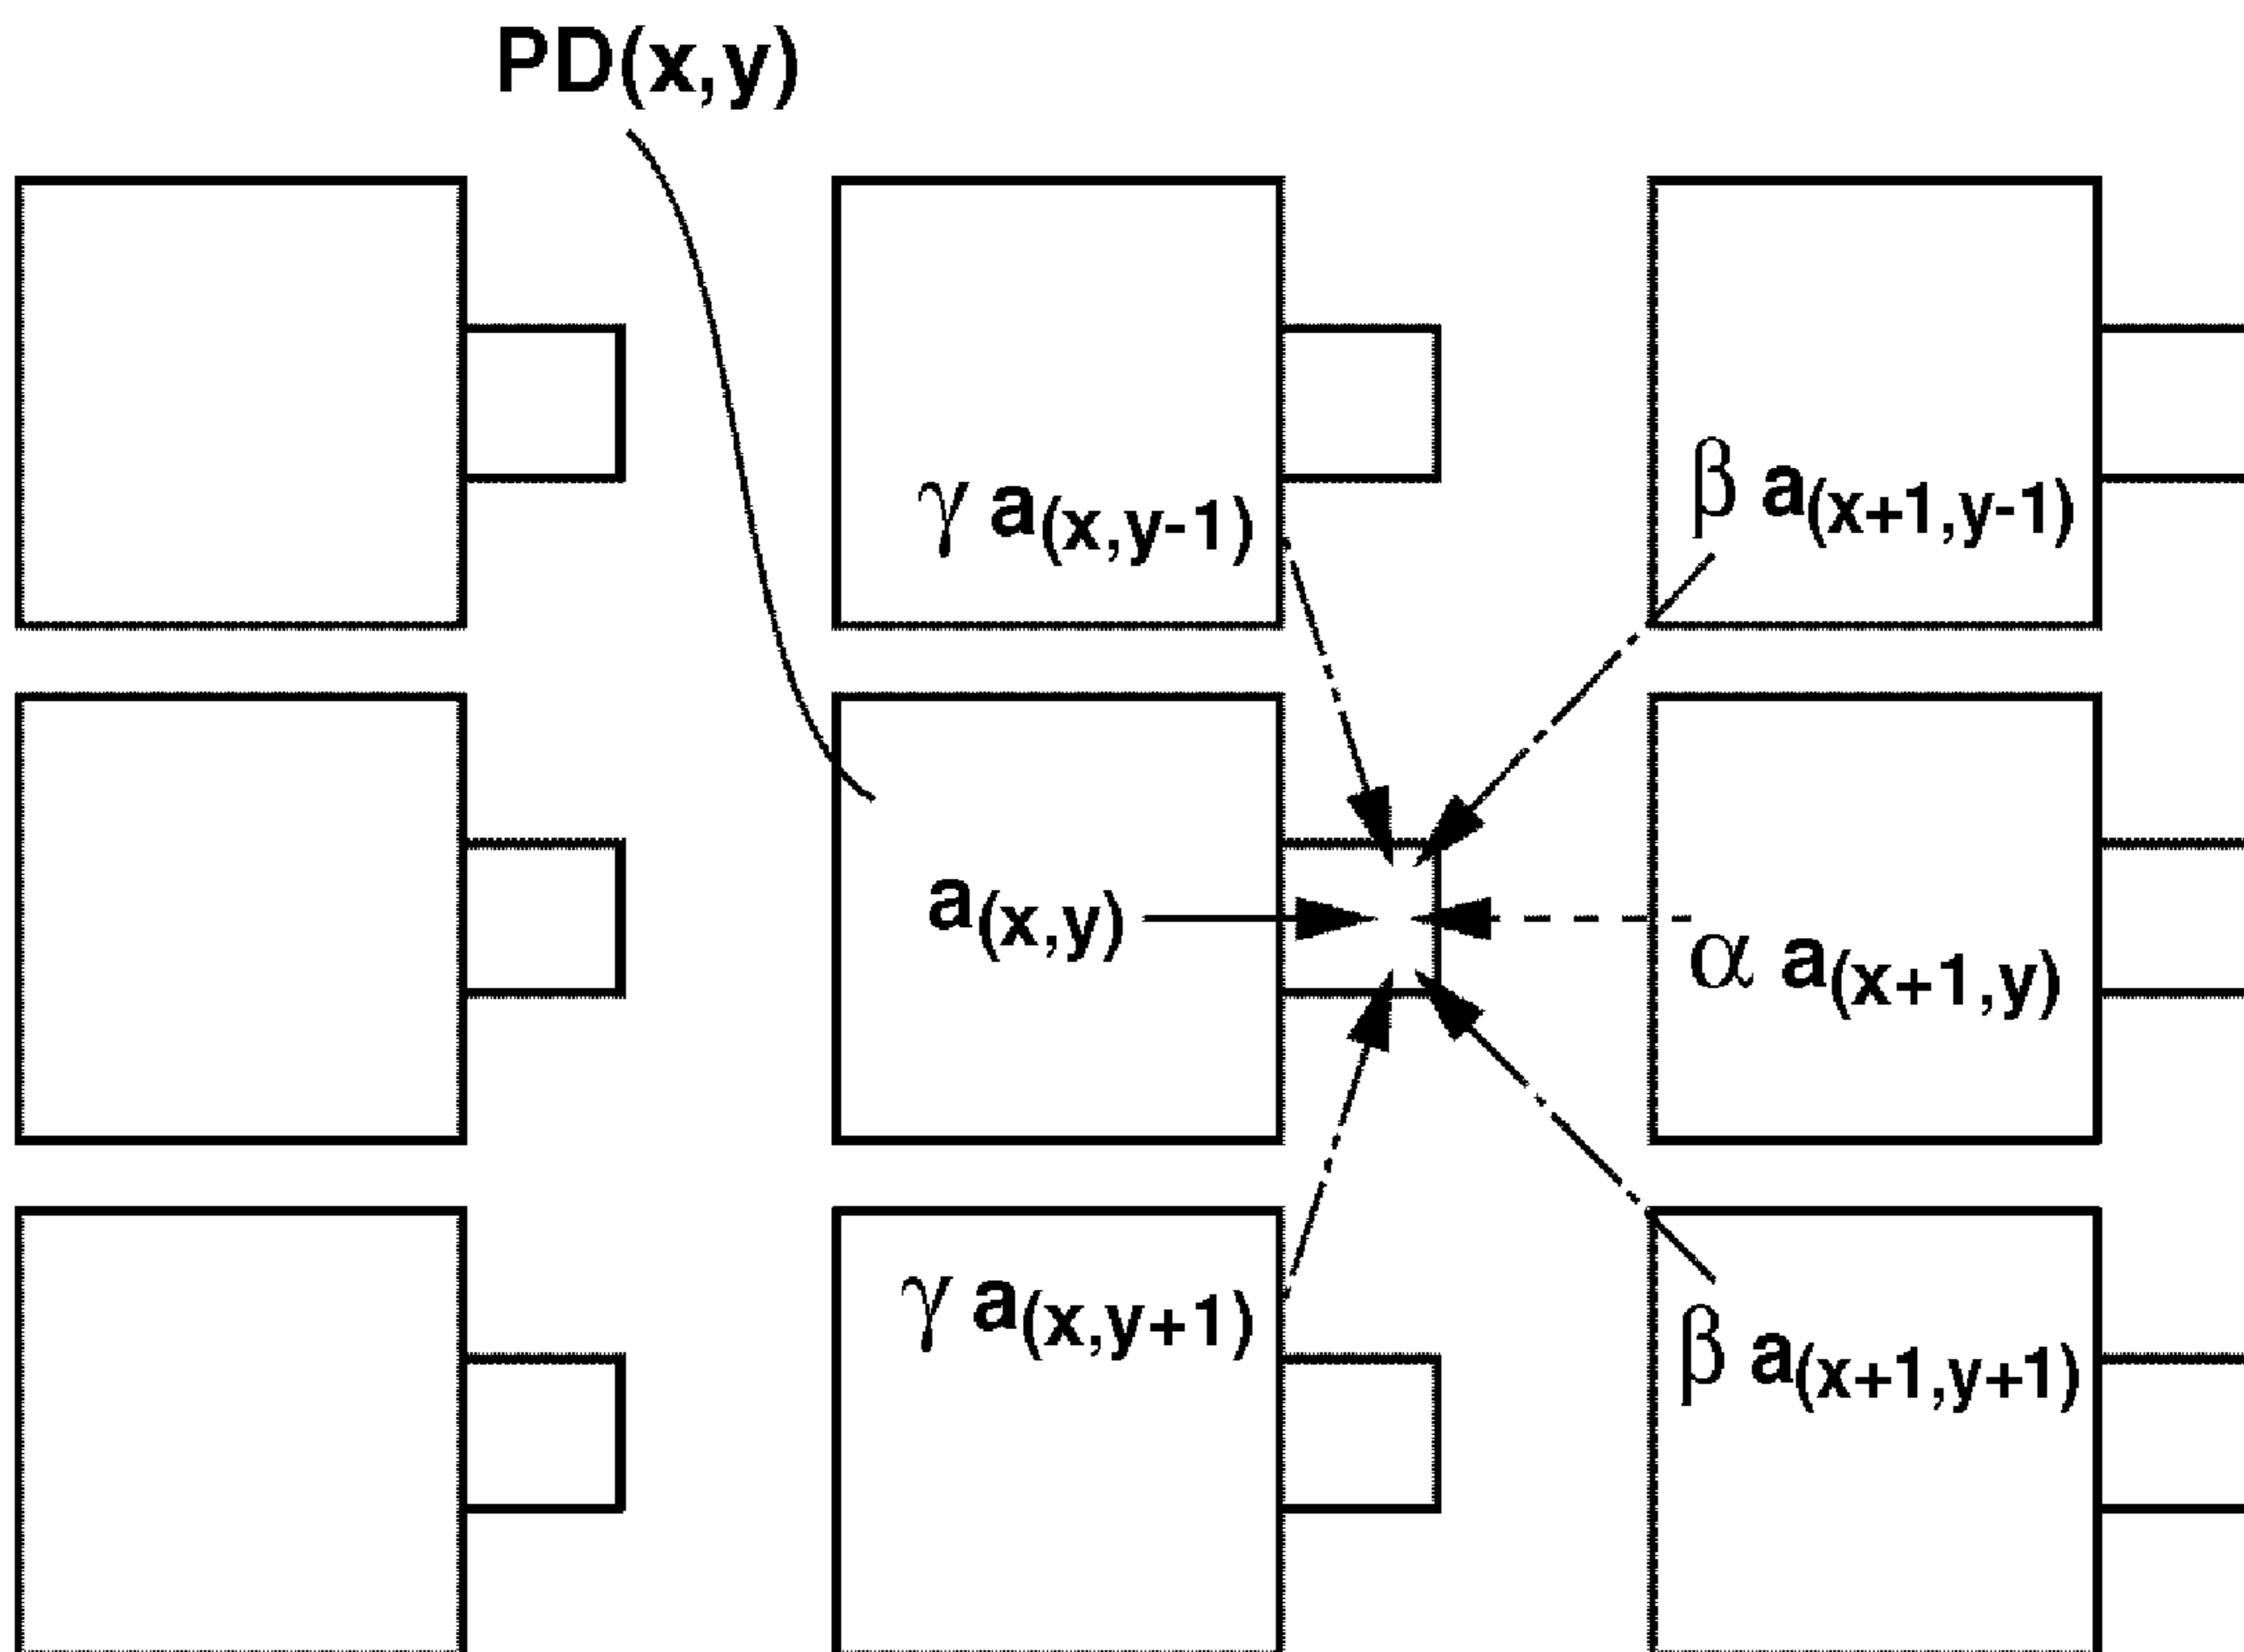 PD(x,y)
γ a(x,y-1)
β a(x+1,y-1)
a(x,y)
α a(x+1,y)
γ a(x,y+1)
β a(x+1,y+1)